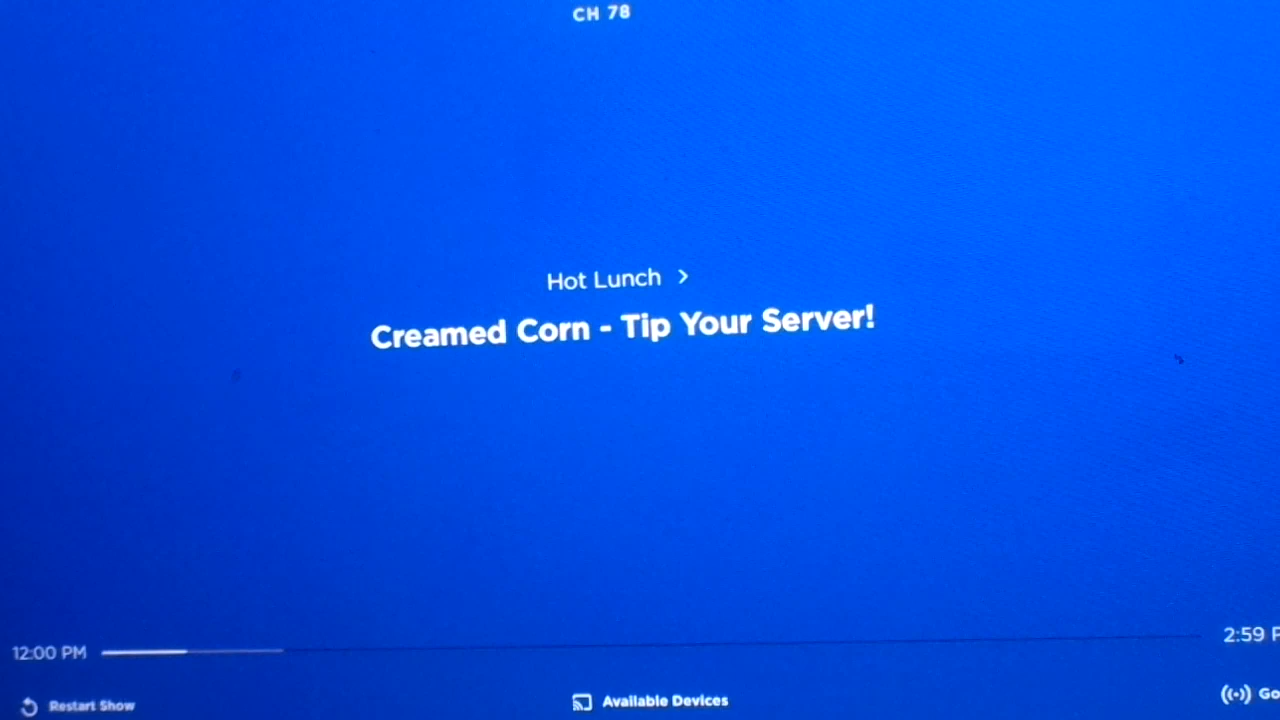 CH 78
Hot Lunch >
Creamed Corn - Tip Your Server!
12:00 PM
2:59
Restart Show
Available Devices